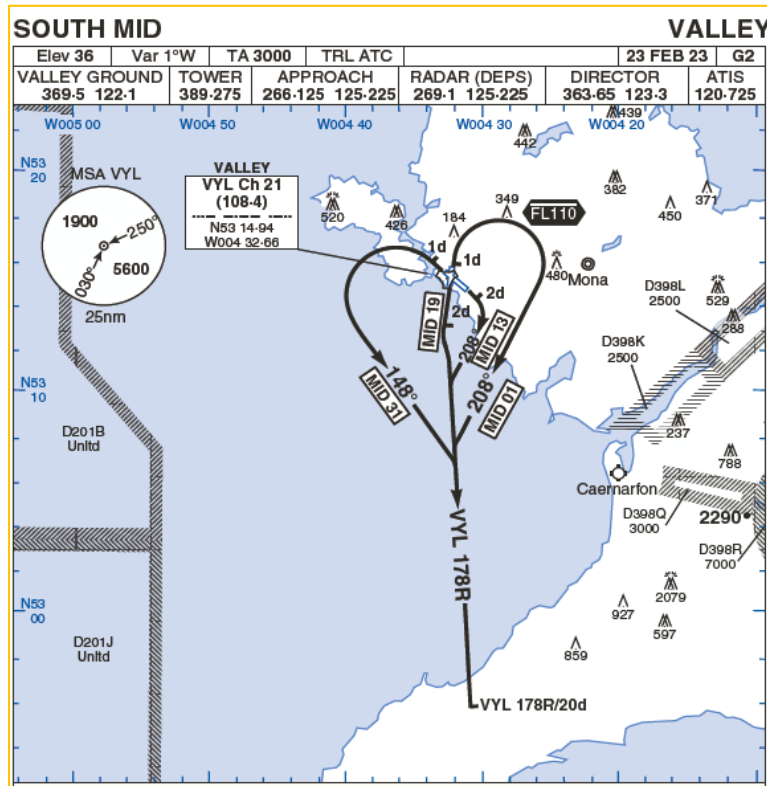 SOUTH MID VALLEY
Elev 36 Var 1°W TA 3000 TRL ATC 23 FEB 23 G2
VALLEY GROUND TOWER APPROACH RADAR (DEPS) DIRECTOR ATIS
369·5 122·1 389·275 266·125 125·225 269·1 125·225 363·65 123·3 120·725
W005 00 W004 50 W004 40 W004 30 W004 20
439
442
N53
20
MSA VYL
1900
250°
030°
5600
25nm
VALLEY
VYL Ch 21
(108·4)
N53 14·94
W004 32·66
520
426
184
349
FL110
382
450
371
480
Mona
1d
1d
2d
2d
MID 19
MID 13
208°
208°
MID 01
148°
MID 31
D398L
2500
529
288
D398K
2500
N53
10
D201B
Unltd
237
788
Caernarfon
D398Q
3000
2290
D398R
7000
VYL 178R
N53
00
D201J
Unltd
2079
927
597
859
VYL 178R/20d